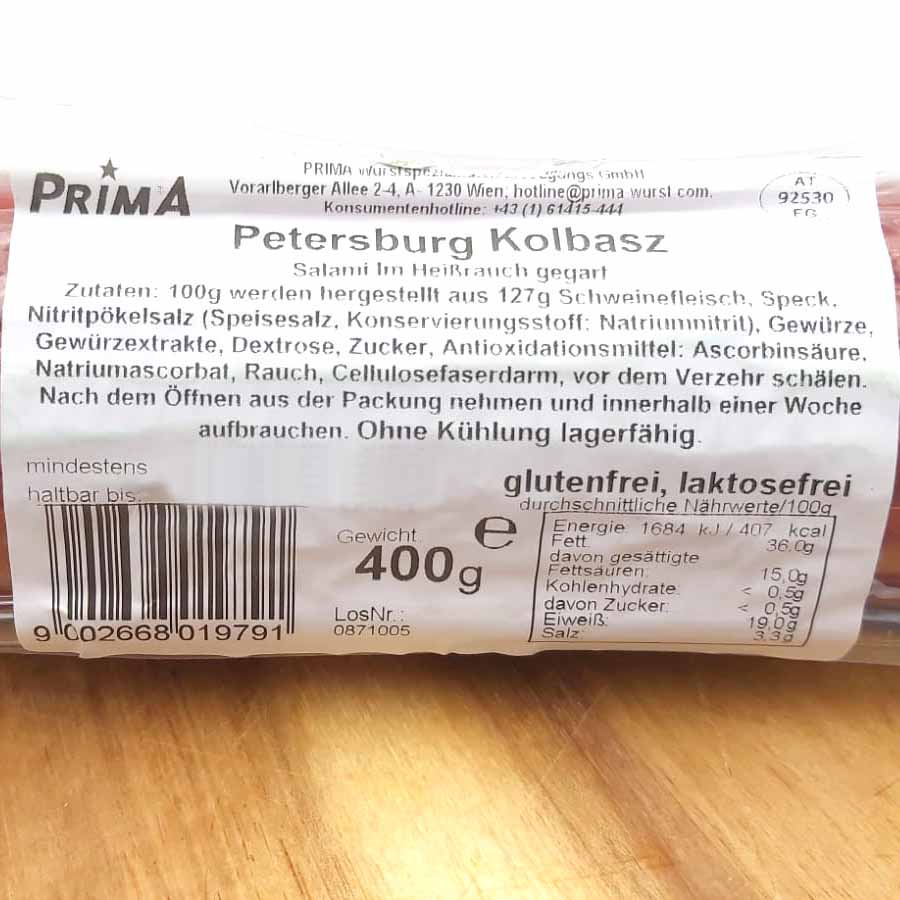 PRIMA
PRIMA GmbH
Vorarlberger Allee 2-4, A- 1230 Wien; hotline@prima wurst com.
Konsumentenhotline: +43 (1) 61415-444
AT
92530
EG
Petersburg Kolbasz
Salami Im Heißrauch gegart
Zutaten: 100g werden hergestellt aus 127g Schweinefleisch, Speck,
Nitritpökelsalz (Speisesalz, Konservierungsstoff: Natriumnitrit), Gewürze,
Gewürzextrakte, Dextrose, Zucker, Antioxidationsmittel: Ascorbinsäure,
Natriumascorbat, Rauch, Cellulosefaserdarm, vor dem Verzehr schälen.
Nach dem Öffnen aus der Packung nehmen und innerhalb einer Woche
aufbrauchen. Ohne Kühlung lagerfähig.
mindestens
haltbar bis:
9 002668 019791
Gewicht
400g e
LosNr.:
0871005
glutenfrei, laktosefrei
durchschnittliche Nährwerte/100g
Energie 1684 kJ / 407 kcal
Fett 36,0g
davon gesättigte
Fettsäuren: 15,0g
Kohlenhydrate: < 0,5g
davon Zucker: < 0,5g
Eiweiß: 19,0g
Salz: 3,3g